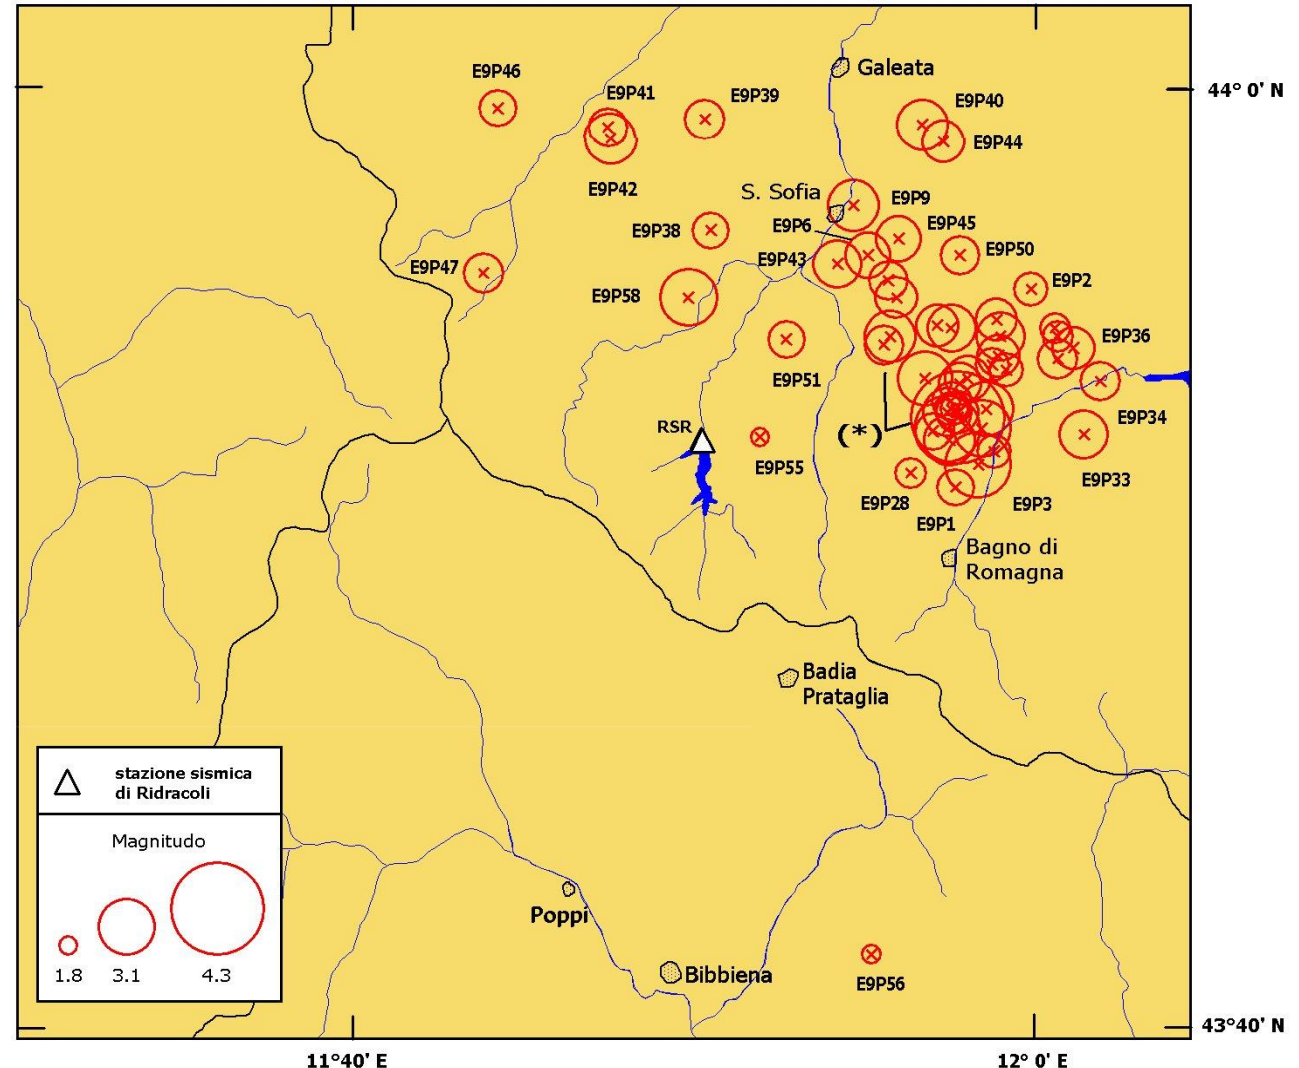 Galeata
44° 0' N
E9P46
E9P41
E9P39
E9P40
E9P44
E9P42
S. Sofia
E9P9
E9P6
E9P45
E9P38
E9P50
E9P43
E9P47
E9P2
E9P58
E9P36
E9P51
E9P34
RSR
(*)
E9P55
E9P33
E9P28
E9P3
E9P1
Bagno di
Romagna
Badia
Prataglia
stazione sismica
di Ridracoli
Magnitudo
1.8
3.1
4.3
Poppi
Bibbiena
E9P56
43°40' N
11°40' E
12° 0' E